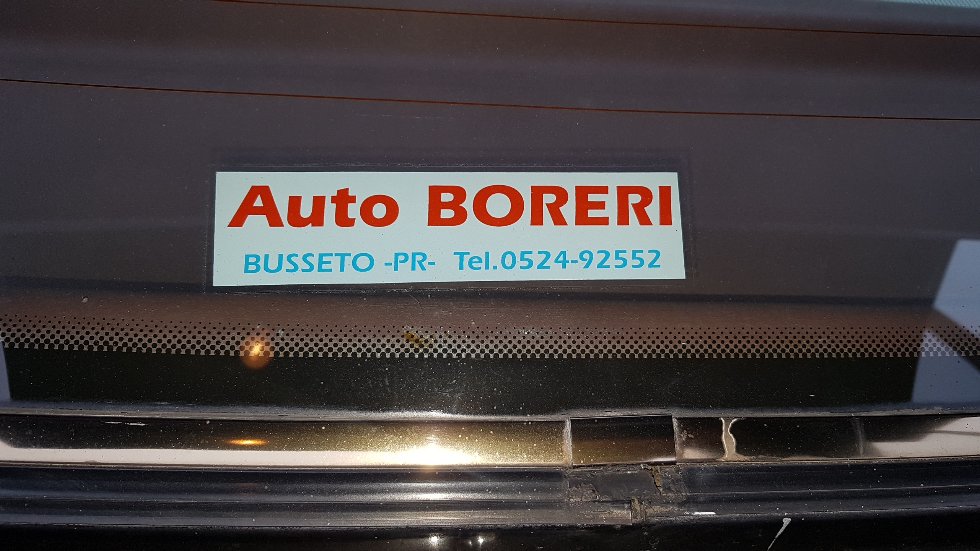 Auto BORERI
BUSSETO -PR- Tel.0524-92552